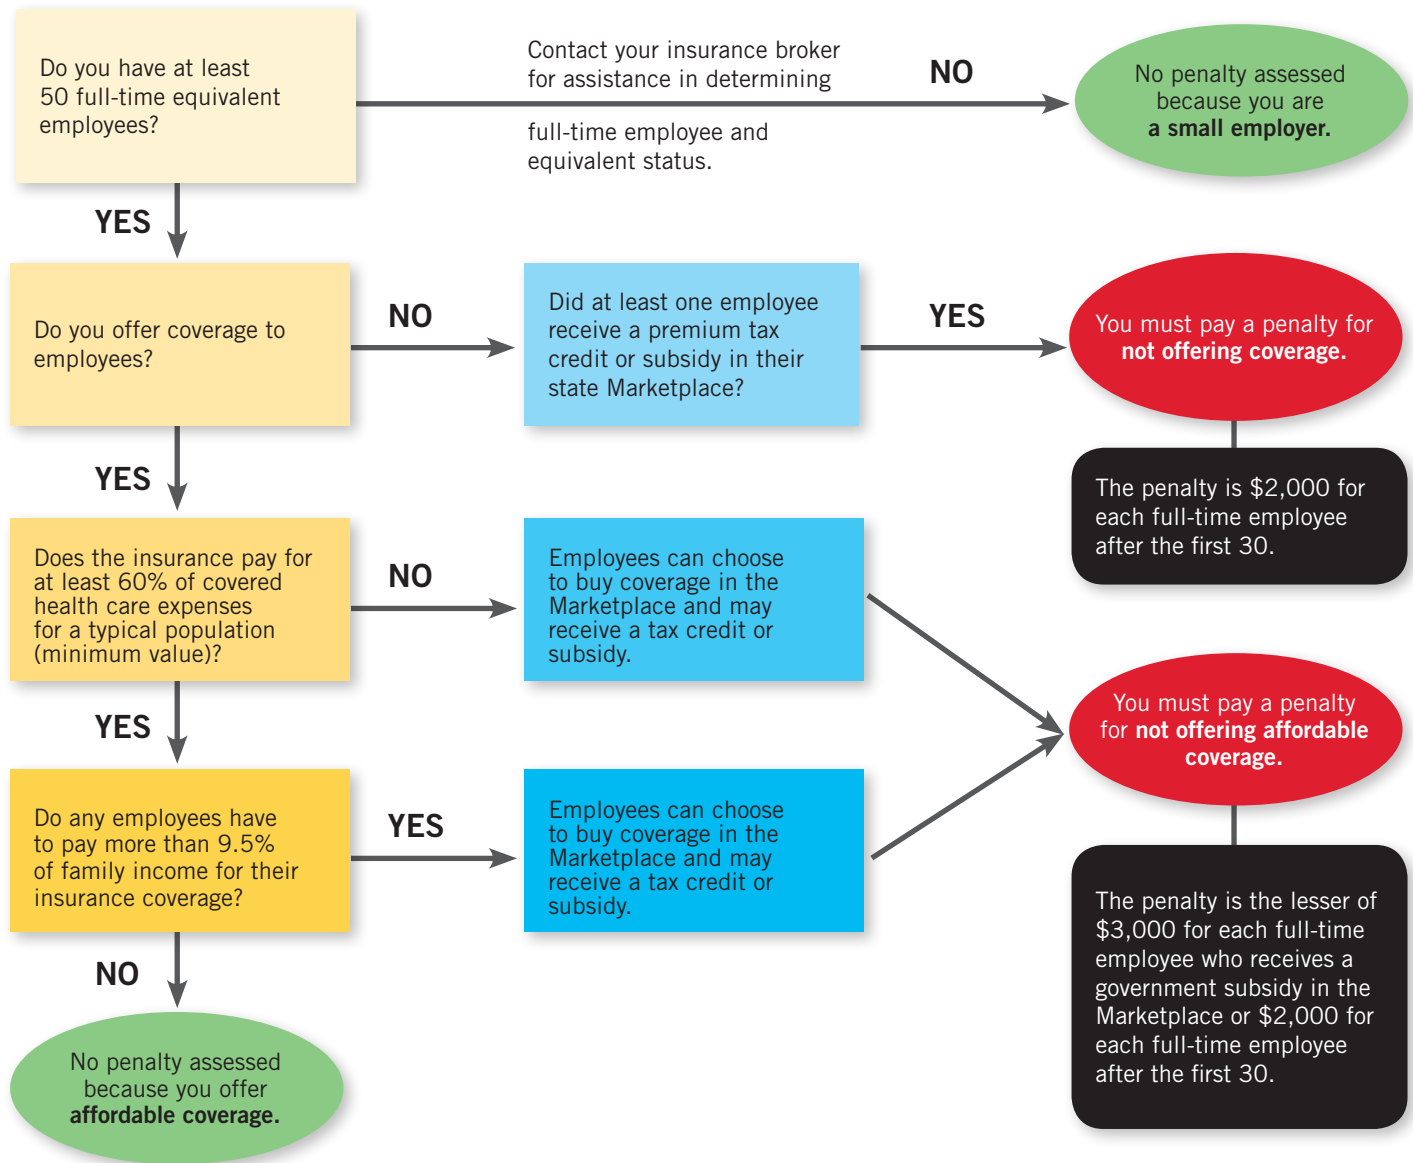 Do you have at least
50 full-time equivalent
employees?
Contact your insurance broker
for assistance in determining
full-time employee and
equivalent status.
NO
No penalty assessed
because you are
a small employer.
YES
Do you offer coverage to
employees?
NO
Did at least one employee
receive a premium tax
credit or subsidy in their
state Marketplace?
YES
You must pay a penalty for
not offering coverage.
The penalty is $2,000 for
each full-time employee
after the first 30.
YES
Does the insurance pay for
at least 60% of covered
health care expenses
for a typical population
(minimum value)?
NO
Employees can choose
to buy coverage in the
Marketplace and may
receive a tax credit or
subsidy.
You must pay a penalty
for not offering affordable
coverage.
YES
Do any employees have
to pay more than 9.5%
of family income for their
insurance coverage?
YES
Employees can choose
to buy coverage in the
Marketplace and may
receive a tax credit or
subsidy.
The penalty is the lesser of
$3,000 for each full-time
employee who receives a
government subsidy in the
Marketplace or $2,000 for
each full-time employee
after the first 30.
NO
No penalty assessed
because you offer
affordable coverage.